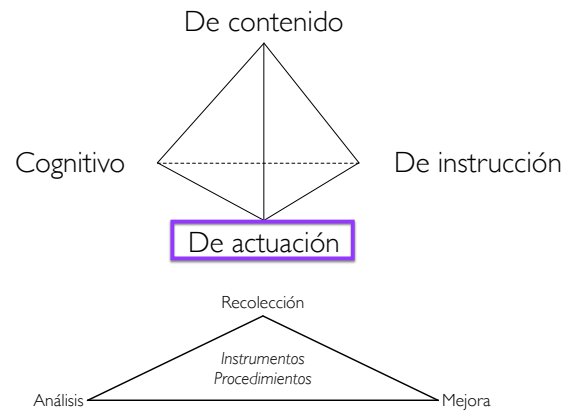 De contenido
Cognitivo
De instrucción
De actuación
Recolección
Instrumentos
Procedimientos
Análisis
Mejora